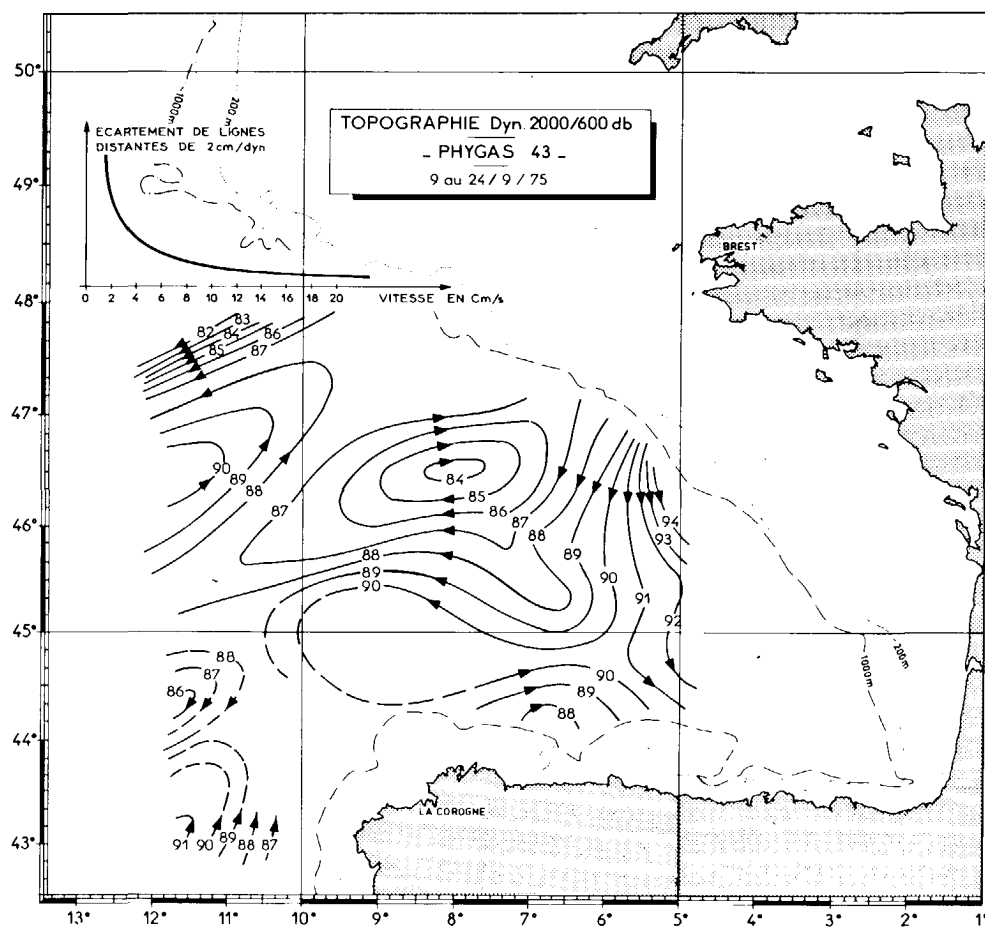 50°
49°
48°
47°
46°
45°
44°
43°
1000m
200 m
ECARTEMENT DE LIGNES
DISTANTES DE 2cm/dyn
0 2 4 6 8 10 12 14 16 18 20
VITESSE EN Cm/s
TOPOGRAPHIE Dyn. 2000/600 db
_ PHYGAS 43 _
9 au 24/9/75
BREST
82 83
84 86
85 87
90
89
88
87
84
85
86
87
88
89
90
91
92
93
94
88
89
90
88
87
86
90
89
88
91 90 89 88 87
LA COROGNE
1000m
200m
13° 12° 11° 10° 9° 8° 7° 6° 5° 4° 3° 2° 1°